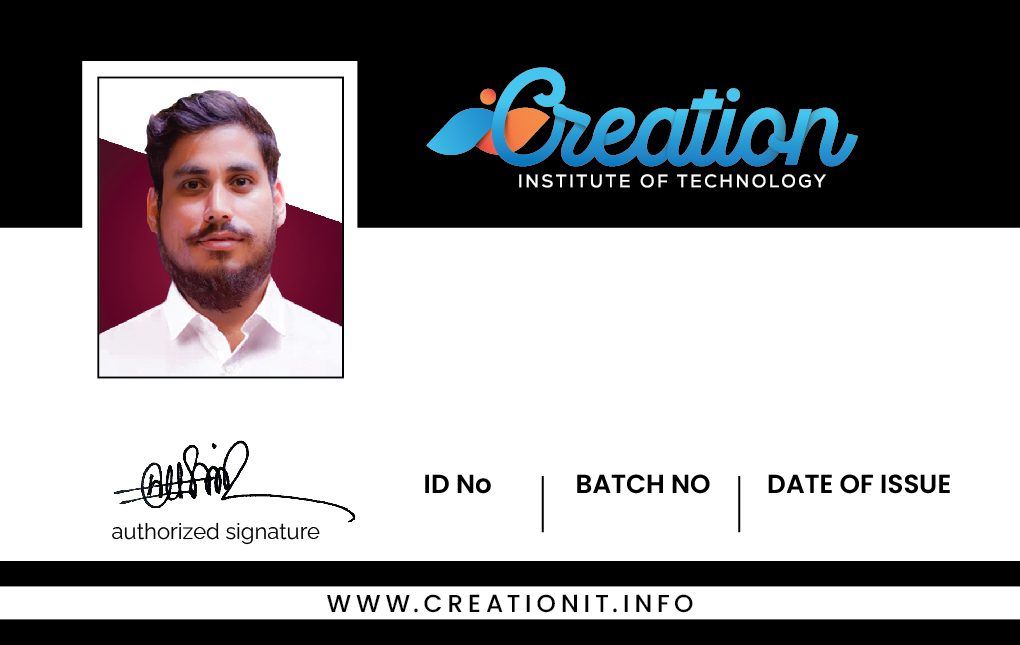 Creation
INSTITUTE OF TECHNOLOGY
ID No
BATCH NO
DATE OF ISSUE
authorized signature
WWW.CREATIONIT.INFO